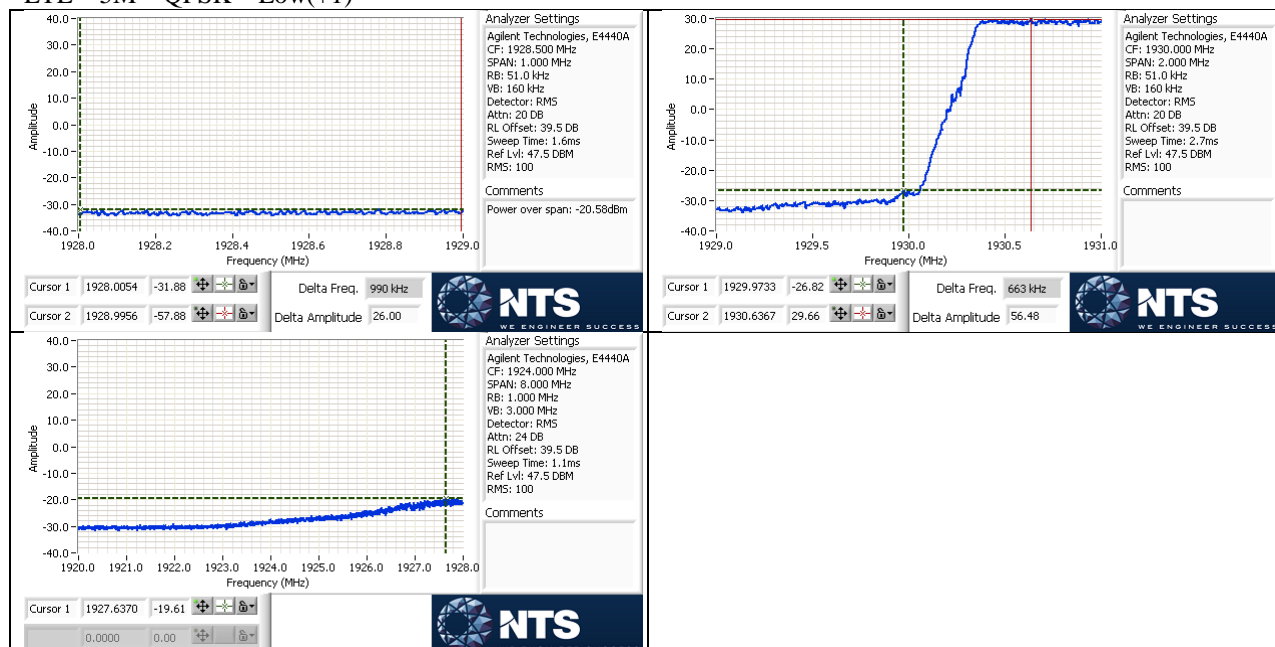 LTE – 5M – QPSK – Low(+1)
Analyzer Settings
Agilent Technologies, E4440A
CF: 1928.500 MHz
SPAN: 1.000 MHz
RB: 51.0 kHz
VB: 160 kHz
Detector: RMS
Attn: 20 DB
RL Offset: 39.5 DB
Sweep Time: 1.6ms
Ref Lvl: 47.5 DBM
RMS: 100
Comments
Power over span: -20.58dBm
Amplitude
40.0
30.0
20.0
10.0
0.0
-10.0
-20.0
-30.0
-40.0
1928.0 1928.2 1928.4 1928.6 1928.8 1929.0
Frequency (MHz)
Cursor 1 1928.0054 -31.88
Cursor 2 1928.9956 -57.88
Delta Freq. 990 kHz
Delta Amplitude 26.00
NTS
WE ENGINEER SUCCESS
Analyzer Settings
Agilent Technologies, E4440A
CF: 1930.000 MHz
SPAN: 2.000 MHz
RB: 51.0 kHz
VB: 160 kHz
Detector: RMS
Attn: 20 DB
RL Offset: 39.5 DB
Sweep Time: 2.7ms
Ref Lvl: 47.5 DBM
RMS: 100
Comments
Amplitude
30.0
20.0
10.0
0.0
-10.0
-20.0
-30.0
-40.0
1929.0 1929.5 1930.0 1930.5 1931.0
Frequency (MHz)
Cursor 1 1929.9733 -26.82
Cursor 2 1930.6367 29.66
Delta Freq. 663 kHz
Delta Amplitude 56.48
NTS
WE ENGINEER SUCCESS
Analyzer Settings
Agilent Technologies, E4440A
CF: 1924.000 MHz
SPAN: 8.000 MHz
RB: 1.000 MHz
VB: 3.000 MHz
Detector: RMS
Attn: 24 DB
RL Offset: 39.5 DB
Sweep Time: 1.1ms
Ref Lvl: 47.5 DBM
RMS: 100
Comments
Amplitude
40.0
30.0
20.0
10.0
0.0
-10.0
-20.0
-30.0
-40.0
1920.0 1921.0 1922.0 1923.0 1924.0 1925.0 1926.0 1927.0 1928.0
Frequency (MHz)
Cursor 1 1927.6370 -19.61
0.0000 0.00
NTS